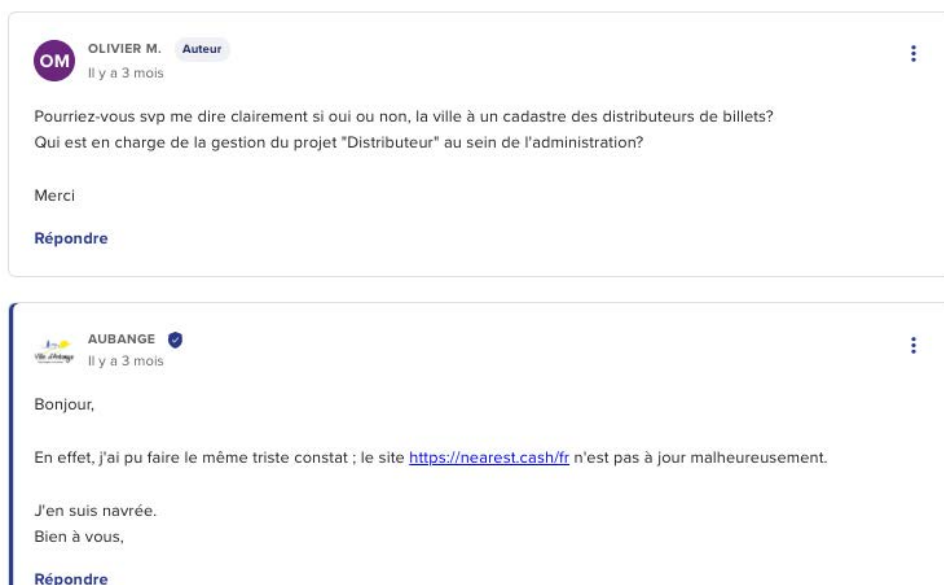 OM
OLIVIER M. Auteur
Il y a 3 mois
Pourriez-vous svp me dire clairement si oui ou non, la ville à un cadastre des distributeurs de billets?
Qui est en charge de la gestion du projet "Distributeur" au sein de l'administration?
Merci
Répondre
AUBANGE
Ville d'Aubange
Il y a 3 mois
Bonjour,
En effet, j'ai pu faire le même triste constat ; le site https://nearest.cash/fr n'est pas à jour malheureusement.
J'en suis navrée.
Bien à vous,
Répondre